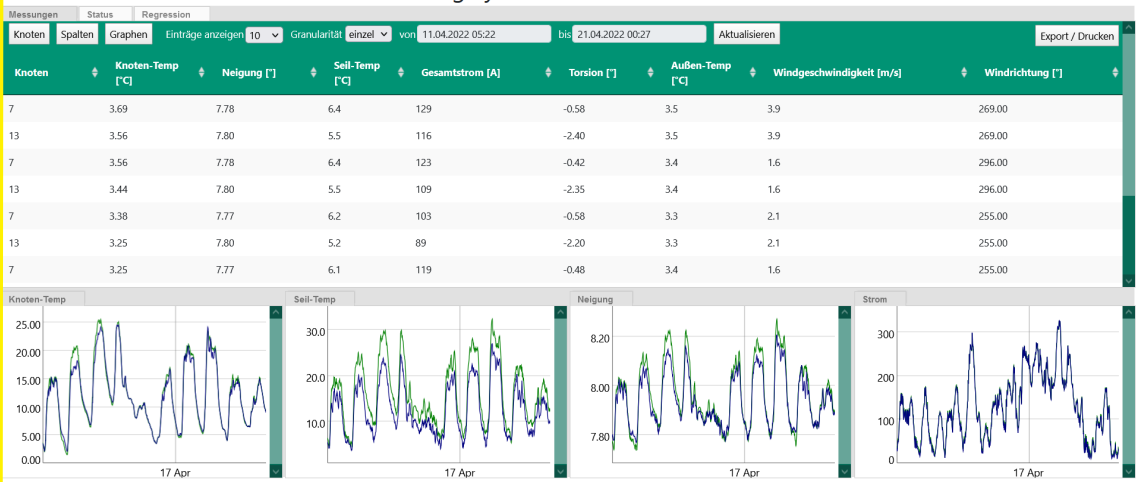 Messungen Status Regression
Knoten Spalten Graphen Einträge anzeigen 10 Granularität einzel von 11.04.2022 05:22 bis 21.04.2022 00:27 Aktualisieren Export / Drucken
Knoten Knoten-Temp [°C] Neigung [°] Seil-Temp [°C] Gesamtstrom [A] Torsion [°] Außen-Temp [°C] Windgeschwindigkeit [m/s] Windrichtung [°]
7 3.69 7.78 6.4 129 -0.58 3.5 3.9 269.00
13 3.56 7.80 5.5 116 -2.40 3.5 3.9 269.00
7 3.56 7.78 6.4 123 -0.42 3.4 1.6 296.00
13 3.44 7.80 5.5 109 -2.35 3.4 1.6 296.00
7 3.38 7.77 6.2 103 -0.58 3.3 2.1 255.00
13 3.25 7.80 5.2 89 -2.20 3.3 2.1 255.00
7 3.25 7.77 6.1 119 -0.48 3.4 1.6 255.00
Knoten-Temp
25.00
20.00
15.00
10.00
5.00
0.00
17 Apr
Seil-Temp
30.0
20.0
10.0
17 Apr
Neigung
8.20
8.00
7.80
17 Apr
Strom
300
200
100
0
17 Apr